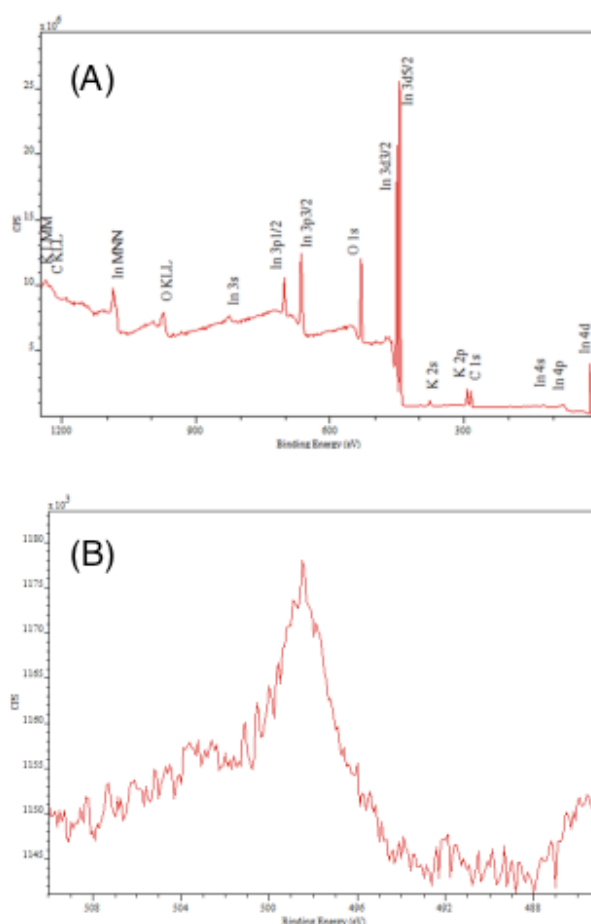 x 10⁶
(A)
In 3d5/2
In 3d3/2
K LMM
C KLL
In MNN
O KLL
In 3s
In 3p1/2
In 3p3/2
O 1s
K 2s
K 2p
C 1s
In 4s
In 4p
In 4d
CPS
25
20
15
10
5
1200 900 600 300
Binding Energy (eV)
x 10³
(B)
CPS
1180
1175
1170
1165
1160
1155
1150
1145
508 504 500 496 492 488
Binding Energy (eV)